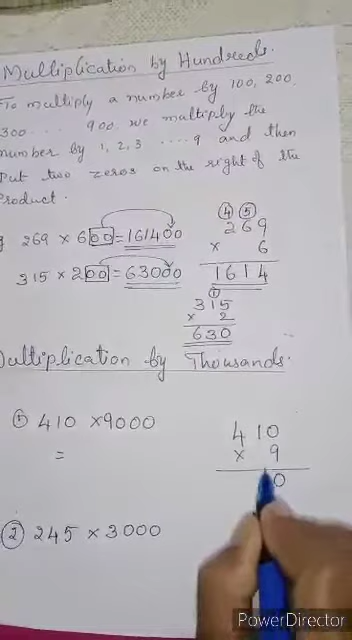 Multiplication by Hundreds.
To multiply a number by 100, 200
300 .... 900 we multiply the
number by 1, 2, 3 .... 9 and then
Put two zeros on the right of the
Product.
269 × 600 = 161400
315 × 200 = 63000
4 5
269
× 6
1614
1
315
× 2
630
Multiplication by Thousands.
410 × 9000
=
410
× 9
0
2 245 × 3000
PowerDirector